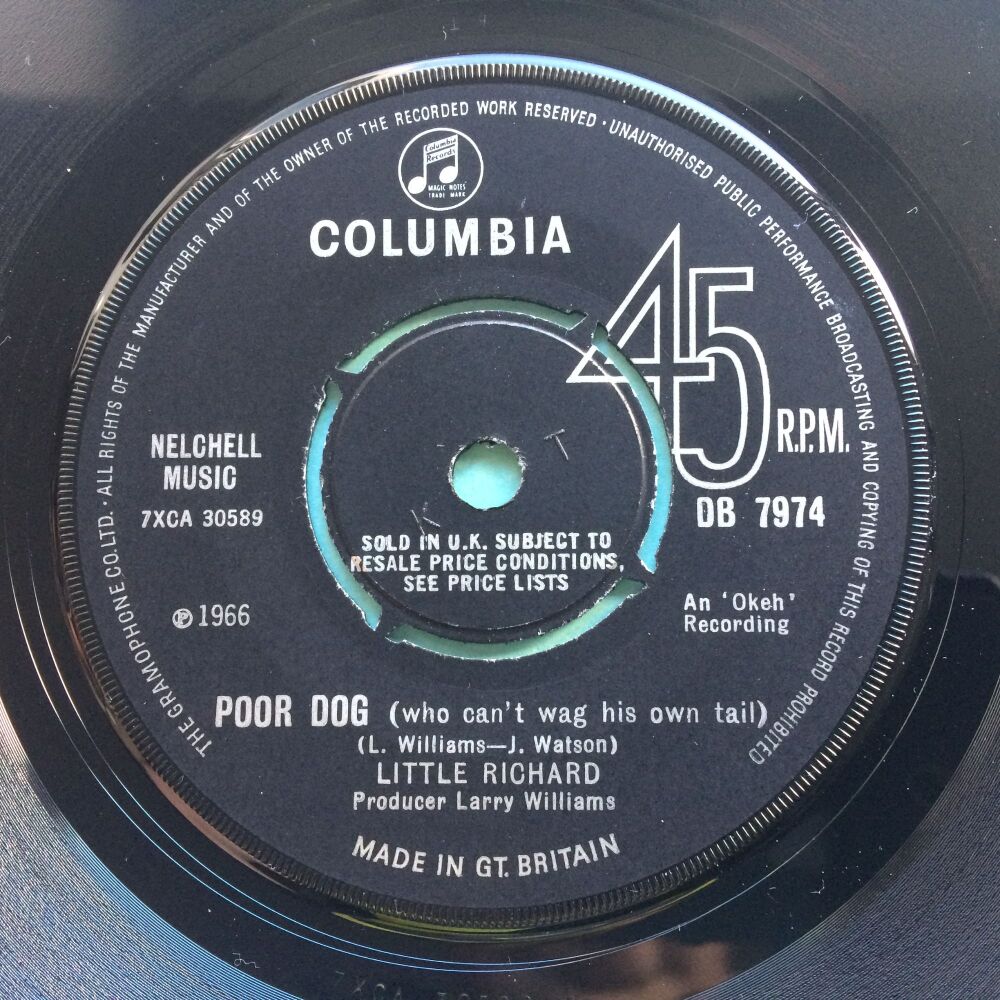 THE GRAMOPHONE CO. LTD. · ALL RIGHTS OF THE MANUFACTURER AND OF THE OWNER OF THE RECORDED WORK RESERVED · UNAUTHORISED PUBLIC PERFORMANCE BROADCASTING AND COPYING OF THIS RECORD PROHIBITED
Columbia
Records
MAGIC NOTES
TRADE MARK
COLUMBIA
45 R.P.M.
NELCHELL
MUSIC
7XCA 30589
DB 7974
K T
SOLD IN U.K. SUBJECT TO
RESALE PRICE CONDITIONS,
SEE PRICE LISTS
℗ 1966
An 'Okeh'
Recording
POOR DOG (who can't wag his own tail)
(L. Williams—J. Watson)
LITTLE RICHARD
Producer Larry Williams
MADE IN GT. BRITAIN
7XCA